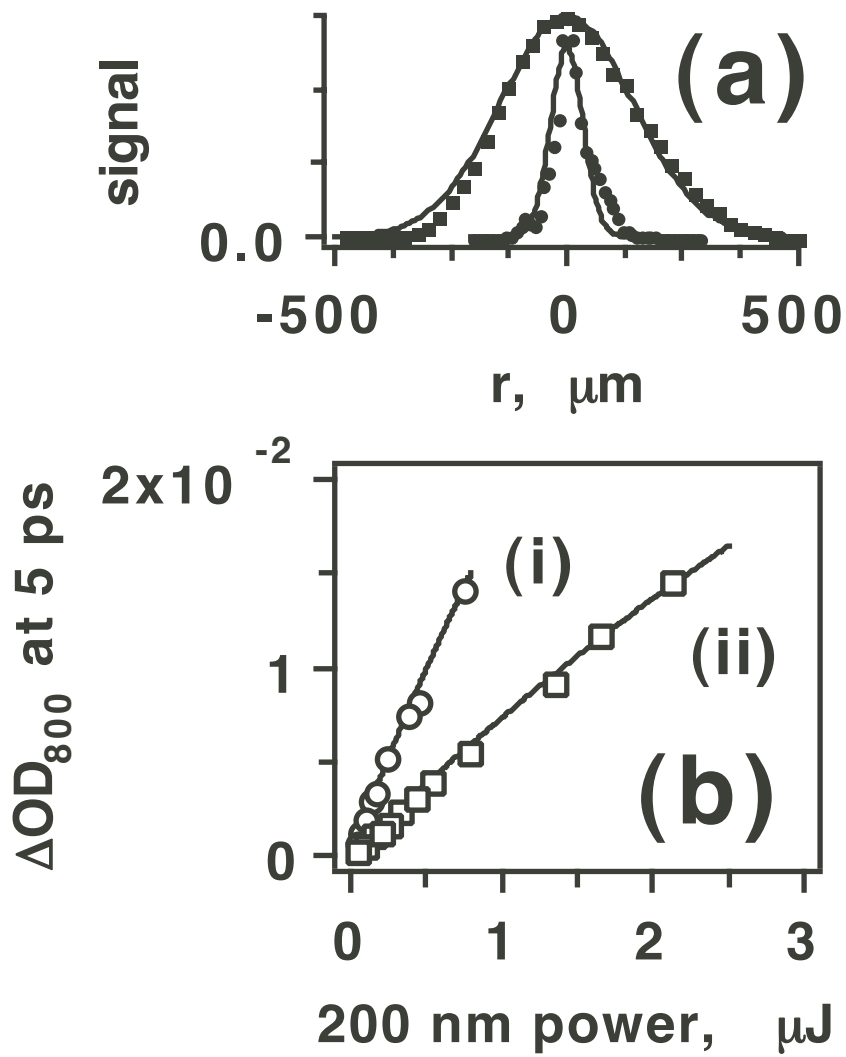 (a)
signal
0.0
-500 0 500
r, μm
2x10 -2
(i)
1
(ii)
(b)
0
ΔOD800 at 5 ps
0 1 2 3
200 nm power, μJ